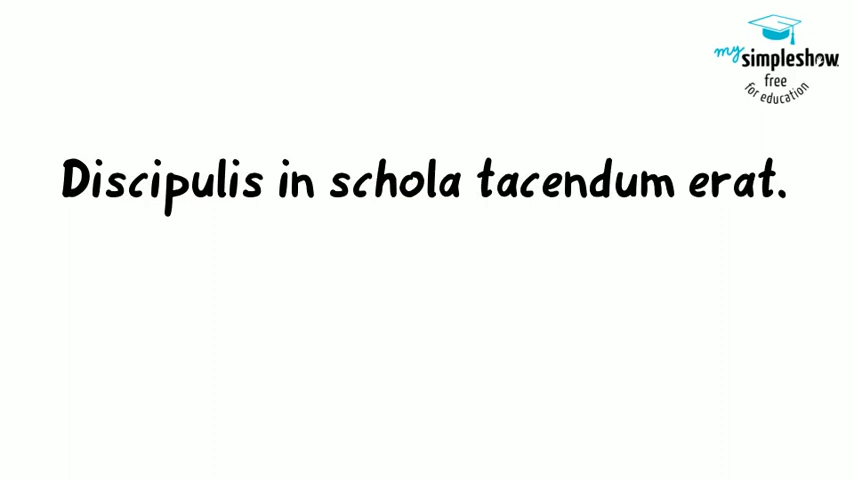 my
simpleshow
free
for education
Discipulis in schola tacendum erat.